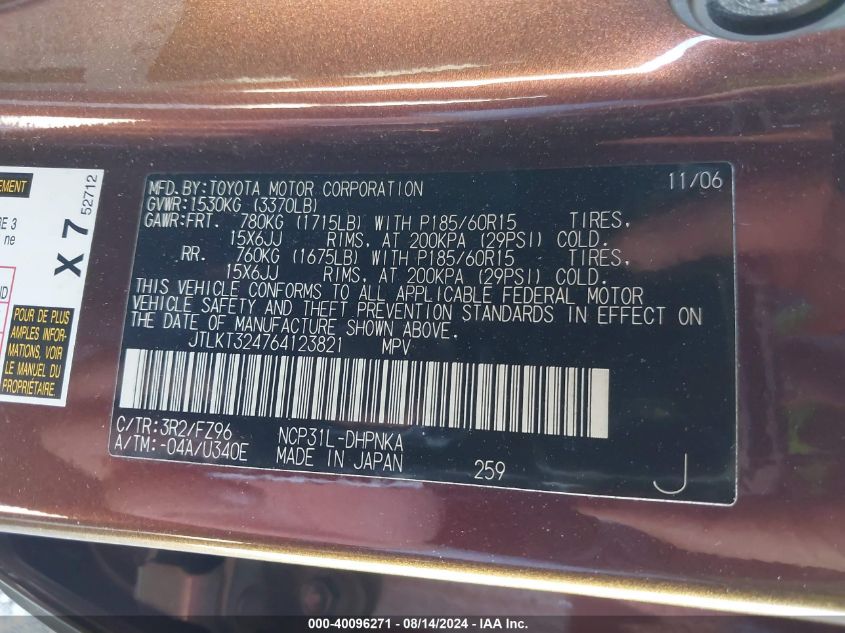 MFD.BY:TOYOTA MOTOR CORPORATION 11/06
GVWR:1530KG (3370LB)
GAWR:FRT. 780KG (1715LB) WITH P185/60R15 TIRES,
15X6JJ RIMS, AT 200KPA (29PSI) COLD.
RR. 760KG (1675LB) WITH P185/60R15 TIRES,
15X6JJ RIMS, AT 200KPA (29PSI) COLD.
THIS VEHICLE CONFORMS TO ALL APPLICABLE FEDERAL MOTOR
VEHICLE SAFETY AND THEFT PREVENTION STANDARDS IN EFFECT ON
THE DATE OF MANUFACTURE SHOWN ABOVE.
JTLKT324764123821 MPV
C/TR:3R2/FZ96 NCP31L-DHPNKA
A/TM:-04A/U340E MADE IN JAPAN 259 J
EMENT
E 3
ne
ND
POUR DE PLUS
AMPLES INFOR-
MATIONS, VOIR
LE MANUEL DU
PROPRIÉTAIRE.
X 7
52712
000-40096271 - 08/14/2024 - IAA Inc.